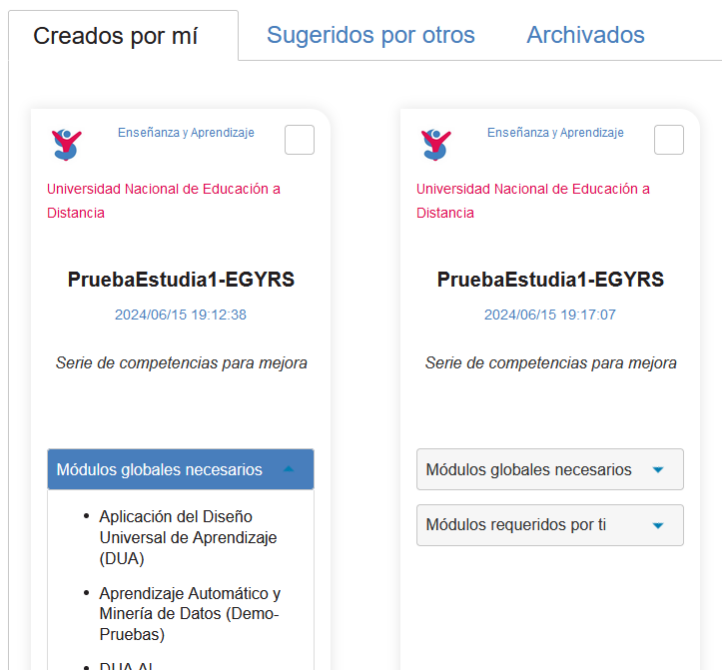 Creados por mí
Sugeridos por otros
Archivados
Enseñanza y Aprendizaje
Universidad Nacional de Educación a
Distancia
PruebaEstudia1-EGYRS
2024/06/15 19:12:38
Serie de competencias para mejora
Módulos globales necesarios
Aplicación del Diseño
Universal de Aprendizaje
(DUA)
Aprendizaje Automático y
Minería de Datos (Demo-
Pruebas)
Enseñanza y Aprendizaje
Universidad Nacional de Educación a
Distancia
PruebaEstudia1-EGYRS
2024/06/15 19:17:07
Serie de competencias para mejora
Módulos globales necesarios
Módulos requeridos por ti